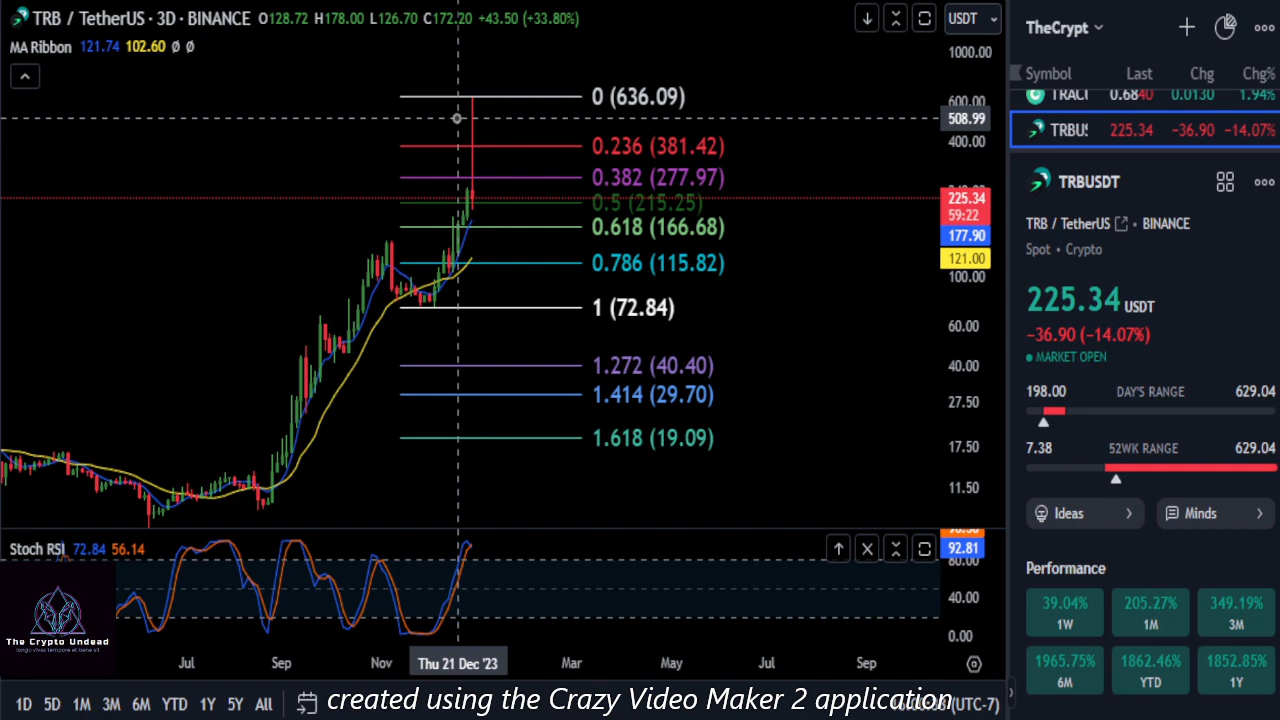 TRB / TetherUS · 3D · BINANCE O128.72 H178.00 L126.70 C172.20 +43.50 (+33.80%)
MA Ribbon 121.74 102.60 ø ø
USDT
1000.00
600.00
508.99
400.00
225.34
59:22
177.90
121.00
100.00
60.00
40.00
27.50
17.50
11.50
0 (636.09)
0.236 (381.42)
0.382 (277.97)
0.5 (215.25)
0.618 (166.68)
0.786 (115.82)
1 (72.84)
1.272 (40.40)
1.414 (29.70)
1.618 (19.09)
Stoch RSI 72.84 56.14
92.81
80.00
40.00
0.00
The Crypto Undead
longo vivas tempore et bene sit
Jul Sep Nov Thu 21 Dec '23 Mar May Jul Sep
1D 5D 1M 3M 6M YTD 1Y 5Y All
(UTC-7)
created using the Crazy Video Maker 2 application
TheCrypt
Symbol Last Chg Chg%
0.6840 0.0130 1.94%
TRBUS 225.34 −36.90 −14.07%
TRBUSDT
TRB / TetherUS · BINANCE
Spot · Crypto
225.34 USDT
−36.90 (−14.07%)
MARKET OPEN
198.00 DAY'S RANGE 629.04
7.38 52WK RANGE 629.04
Ideas Minds
Performance
39.04% 205.27% 349.19%
1W 1M 3M
1965.75% 1862.46% 1852.85%
6M YTD 1Y